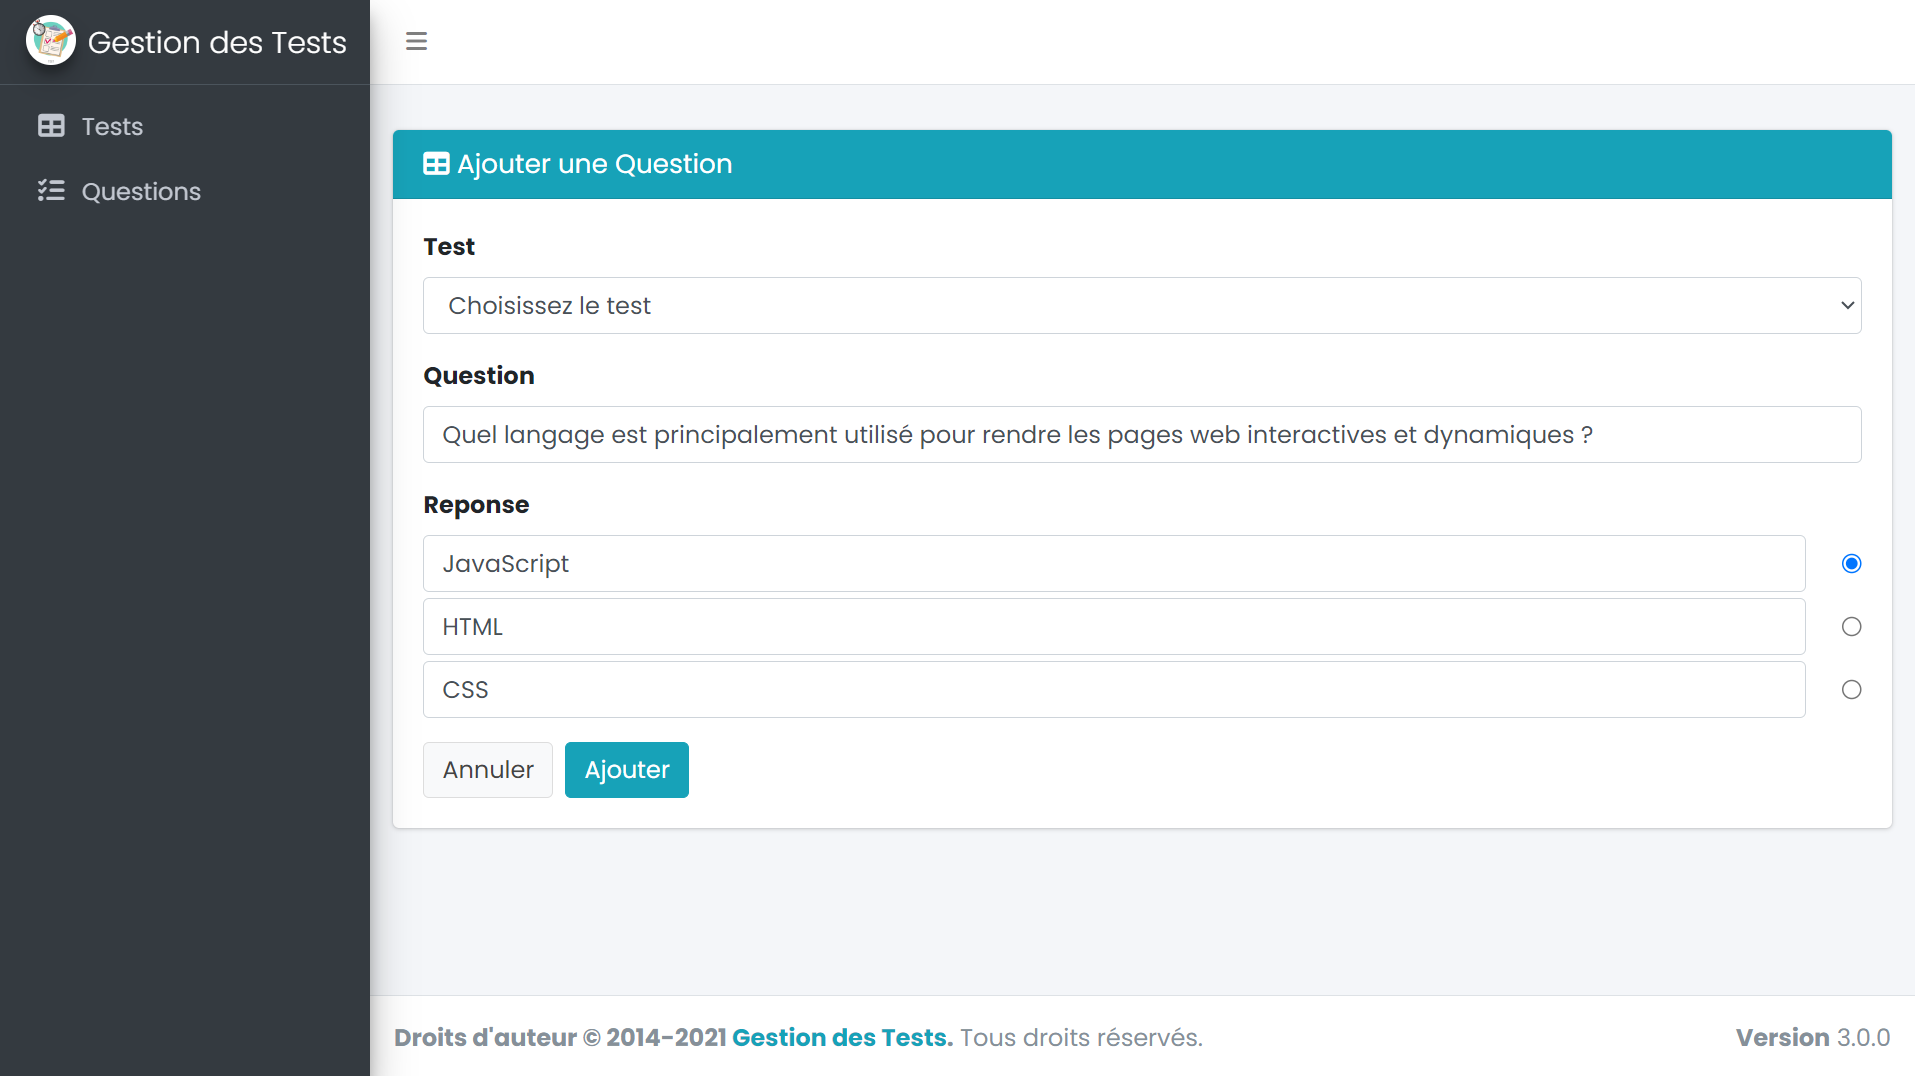 Gestion des Tests
Tests
Questions
Ajouter une Question
Test
Choisissez le test
Question
Quel langage est principalement utilisé pour rendre les pages web interactives et dynamiques ?
Reponse
JavaScript
HTML
CSS
Annuler Ajouter
Droits d'auteur © 2014-2021 Gestion des Tests. Tous droits réservés. Version 3.0.0